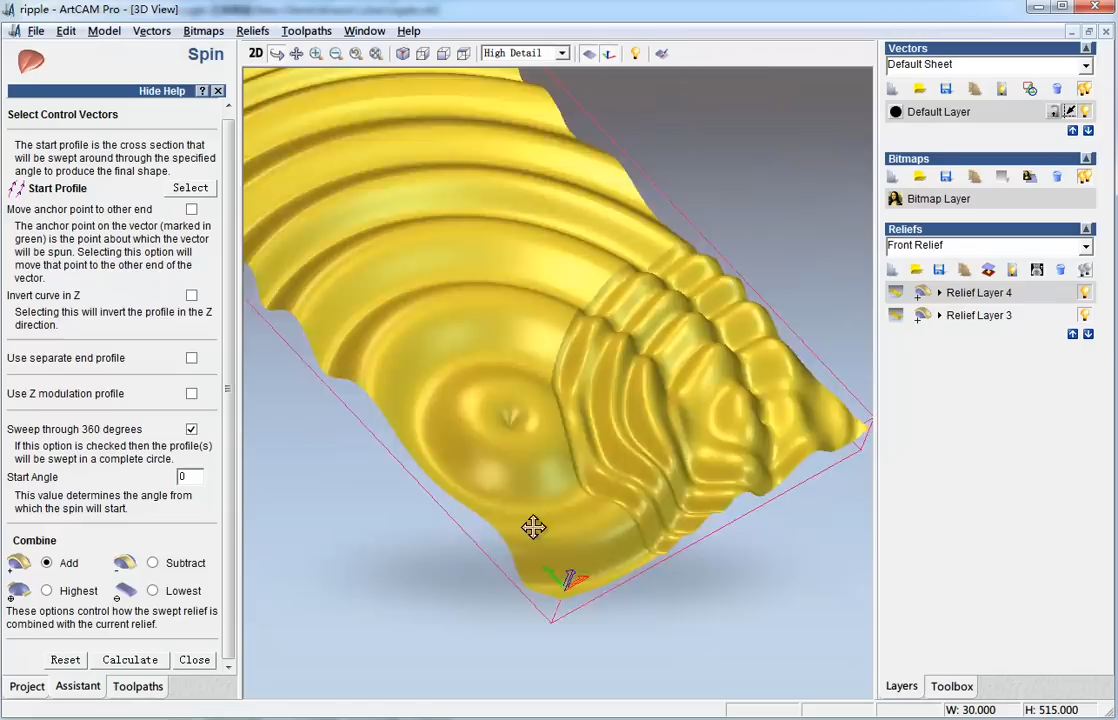 ripple - ArtCAM Pro - [3D View]
File Edit Model Vectors Bitmaps Reliefs Toolpaths Window Help
Spin
Hide Help ? X
Select Control Vectors
The start profile is the cross section that
will be swept around through the specified
angle to produce the final shape.
Start Profile Select
Move anchor point to other end
The anchor point on the vector (marked in
green) is the point about which the vector
will be spun. Selecting this option will
move that point to the other end of the
vector.
Invert curve in Z
Selecting this will invert the profile in the Z
direction.
Use separate end profile
Use Z modulation profile
Sweep through 360 degrees
If this option is checked then the profile(s)
will be swept in a complete circle.
Start Angle 0
This value determines the angle from
which the spin will start.
Combine
Add Subtract
Highest Lowest
These options control how the swept relief is
combined with the current relief.
Reset Calculate Close
Project Assistant Toolpaths
2D High Detail
Vectors
Default Sheet
Default Layer
Bitmaps
Bitmap Layer
Reliefs
Front Relief
Relief Layer 4
Relief Layer 3
Layers Toolbox
W: 30.000 H: 515.000